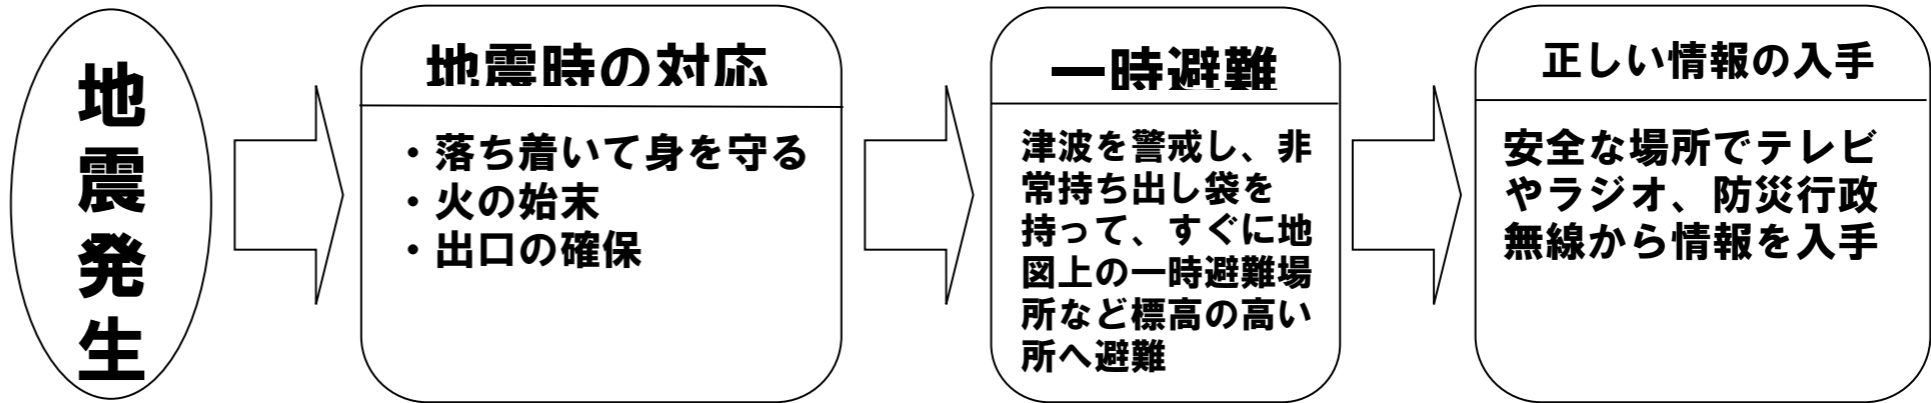 地震発生
地震時の対応
・落ち着いて身を守る
・火の始末
・出口の確保
一時避難
津波を警戒し、非
常持ち出し袋を
持って、すぐに地
図上の一時避難場
所など標高の高い
所へ避難
正しい情報の入手
安全な場所でテレビ
やラジオ、防災行政
無線から情報を入手